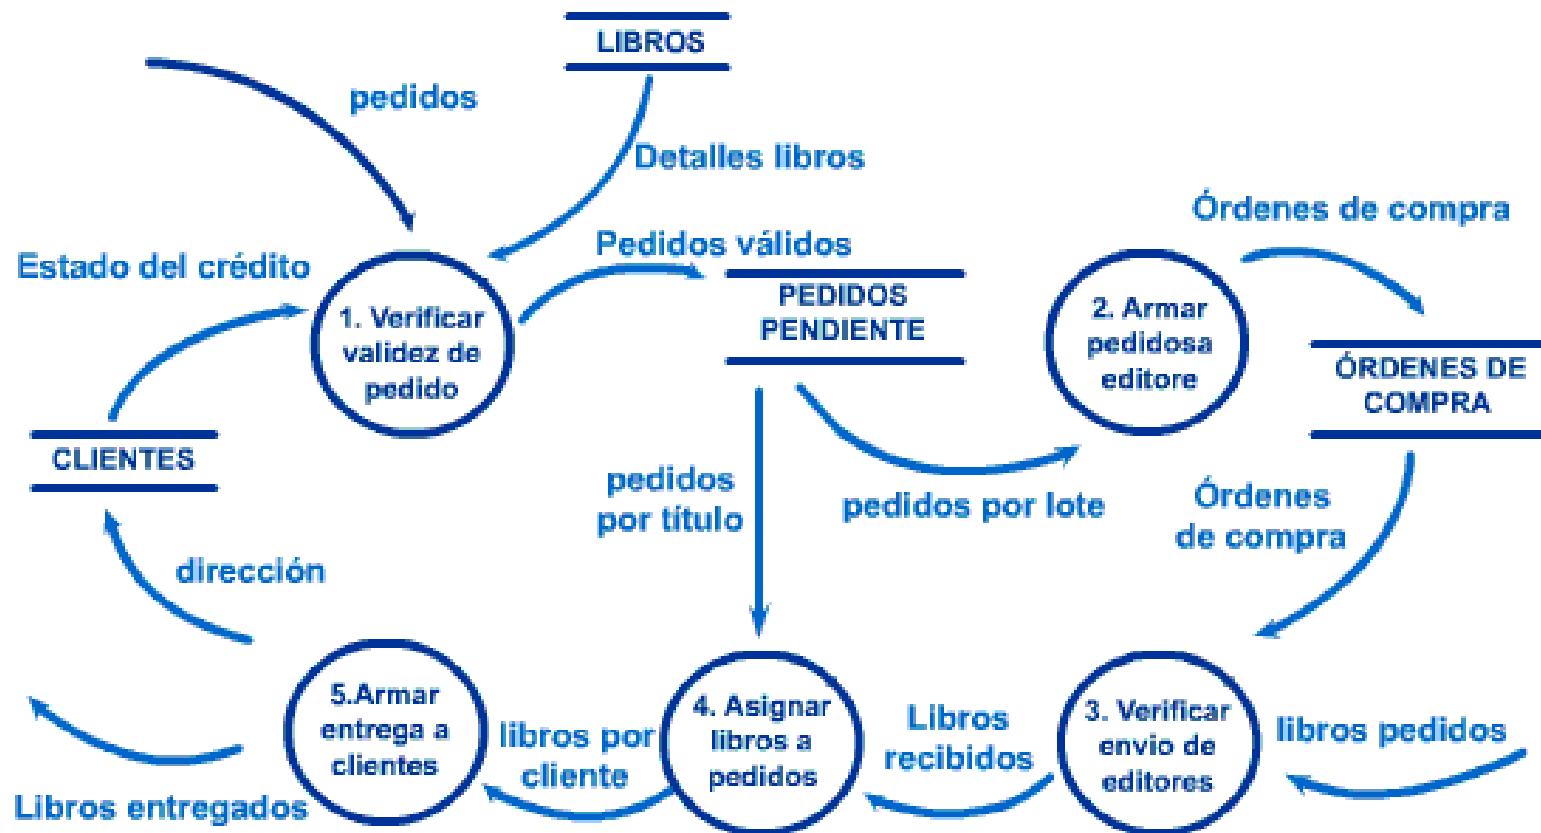 LIBROS
pedidos
Detalles libros
Órdenes de compra
Estado del crédito
Pedidos válidos
1. Verificar
validez de
pedido
PEDIDOS
PENDIENTE
2. Armar
pedidosa
editore
ÓRDENES DE
COMPRA
CLIENTES
pedidos
por título
pedidos por lote
Órdenes
de compra
dirección
5.Armar
entrega a
clientes
libros por
cliente
4. Asignar
libros a
pedidos
Libros
recibidos
3. Verificar
envio de
editores
libros pedidos
Libros entregados